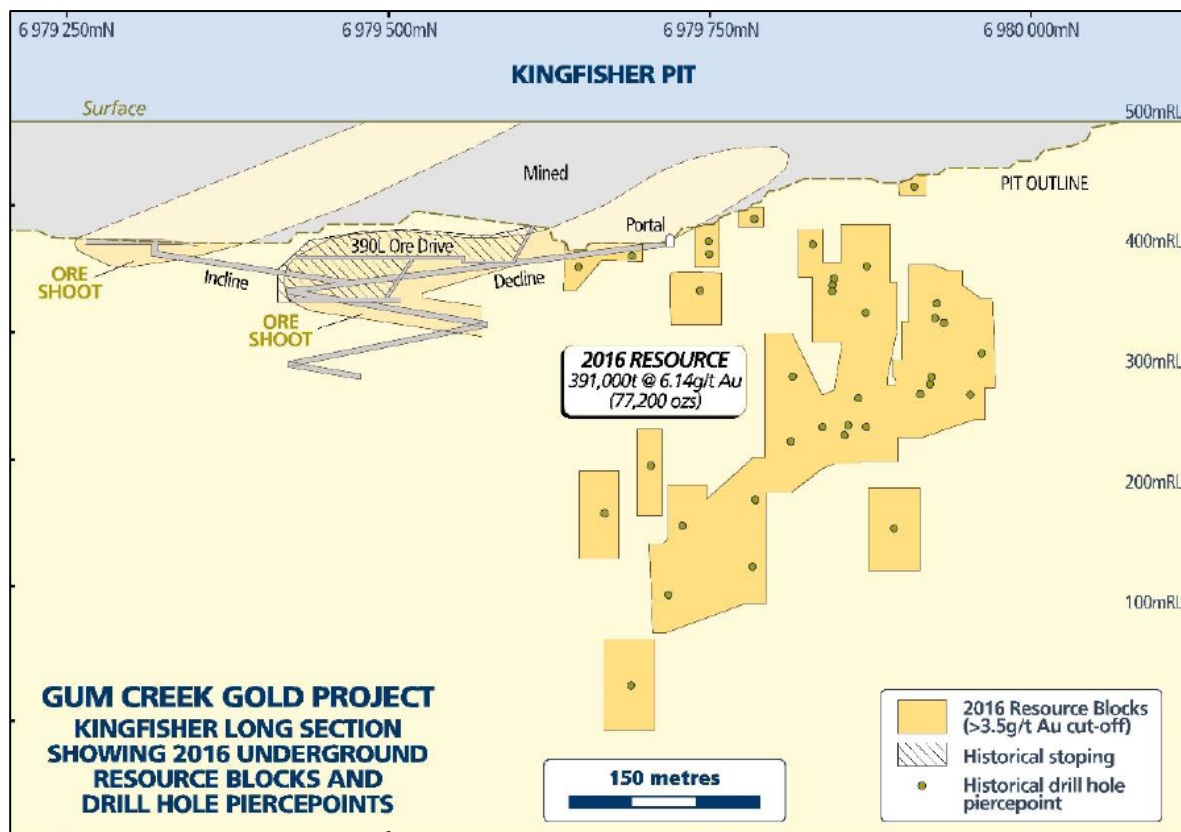 6 979 250mN
6 979 500mN
6 979 750mN
6 980 000mN
KINGFISHER PIT
Surface
500mRL
Mined
PIT OUTLINE
Portal
390L Ore Drive
400mRL
ORE
SHOOT
Incline
Decline
ORE
SHOOT
300mRL
2016 RESOURCE
391,000t @ 6.14g/t Au
(77,200 ozs)
200mRL
100mRL
GUM CREEK GOLD PROJECT
KINGFISHER LONG SECTION
SHOWING 2016 UNDERGROUND
RESOURCE BLOCKS AND
DRILL HOLE PIERCEPOINTS
150 metres
2016 Resource Blocks
(>3.5g/t Au cut-off)
Historical stoping
Historical drill hole
piercepoint